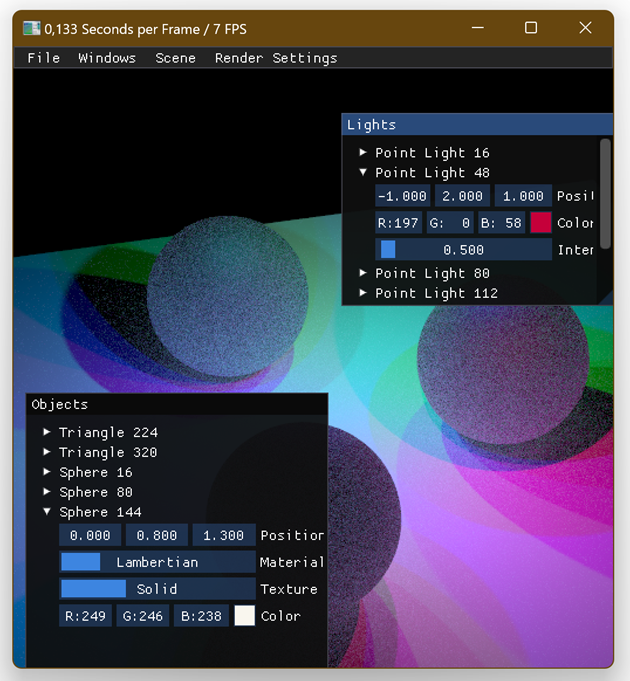 0,133 Seconds per Frame / 7 FPS
File Windows Scene Render Settings
Lights
Point Light 16
Point Light 48
-1.000 2.000 1.000 Posit
R:197 G: 0 B: 58 Color
0.500 Inter
Point Light 80
Point Light 112
Objects
Triangle 224
Triangle 320
Sphere 16
Sphere 80
Sphere 144
0.000 0.800 1.300 Position
Lambertian Material
Solid Texture
R:249 G:246 B:238 Color